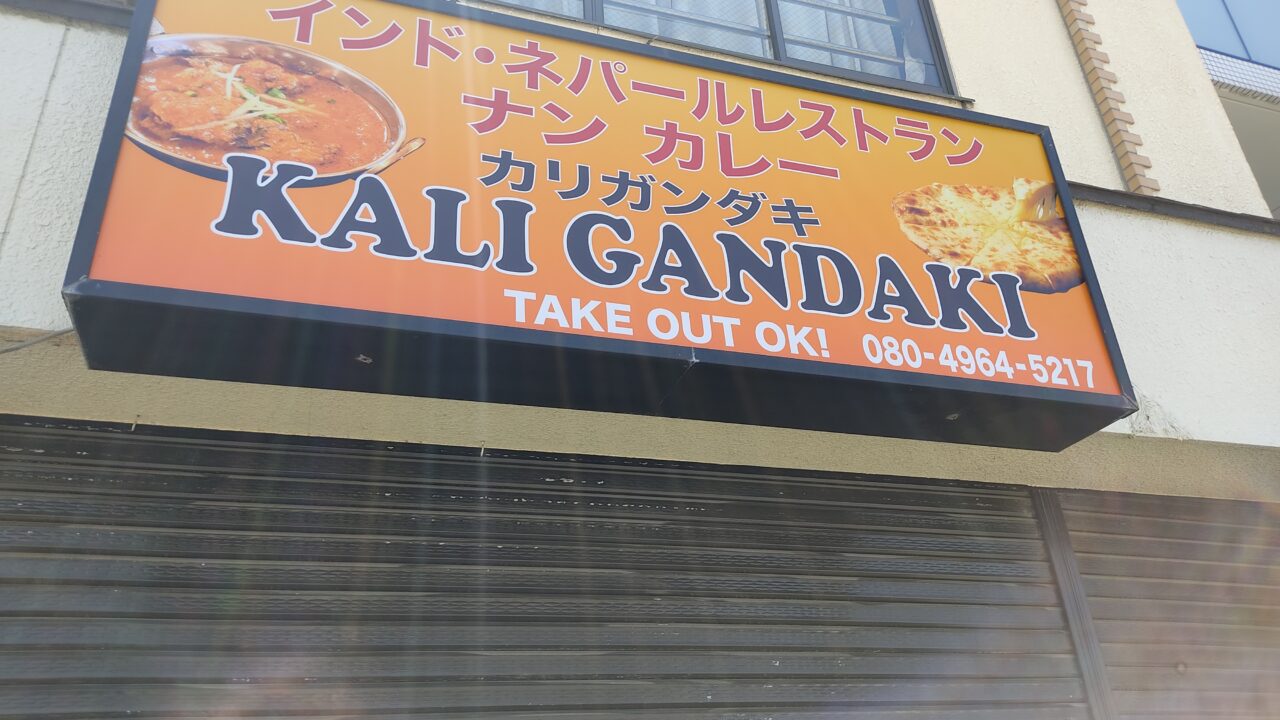 インド・ネパールレストラン
ナン カレー
カリガンダキ
KALI GANDAKI
TAKE OUT OK! 080-4964-5217